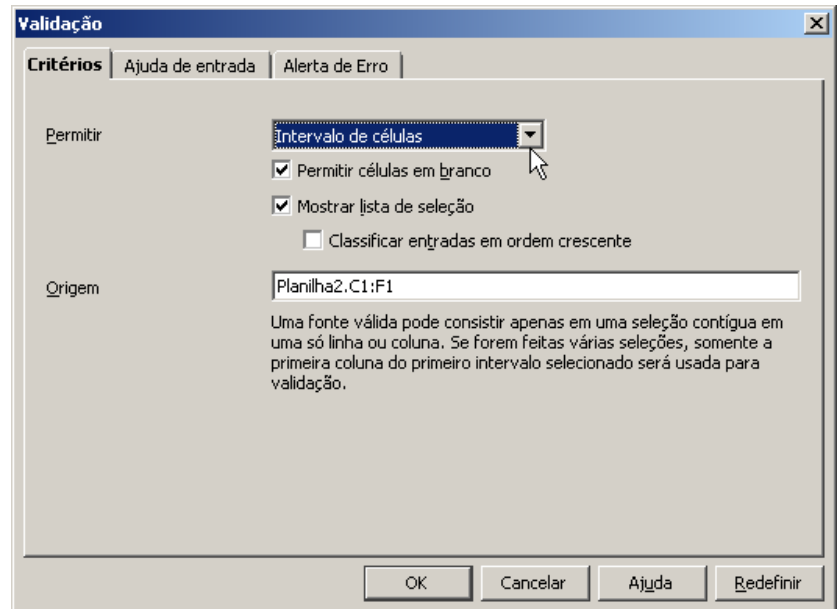 Validação
Critérios Ajuda de entrada Alerta de Erro
Permitir Intervalo de células
Permitir células em branco
Mostrar lista de seleção
Classificar entradas em ordem crescente
Origem Planilha2.C1:F1
Uma fonte válida pode consistir apenas em uma seleção contígua em
uma só linha ou coluna. Se forem feitas várias seleções, somente a
primeira coluna do primeiro intervalo selecionado será usada para
validação.
OK Cancelar Ajuda Redefinir